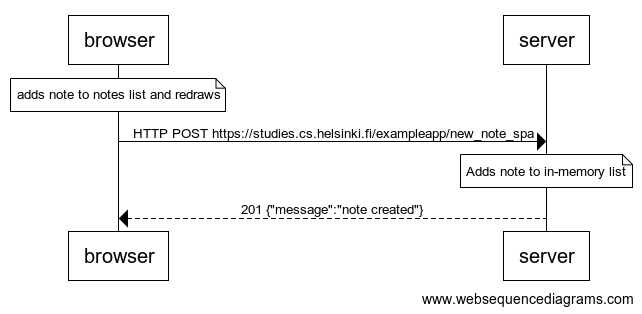 browser
server
adds note to notes list and redraws
HTTP POST https://studies.cs.helsinki.fi/exampleapp/new_note_spa
Adds note to in-memory list
201 {"message":"note created"}
browser
server
www.websequencediagrams.com